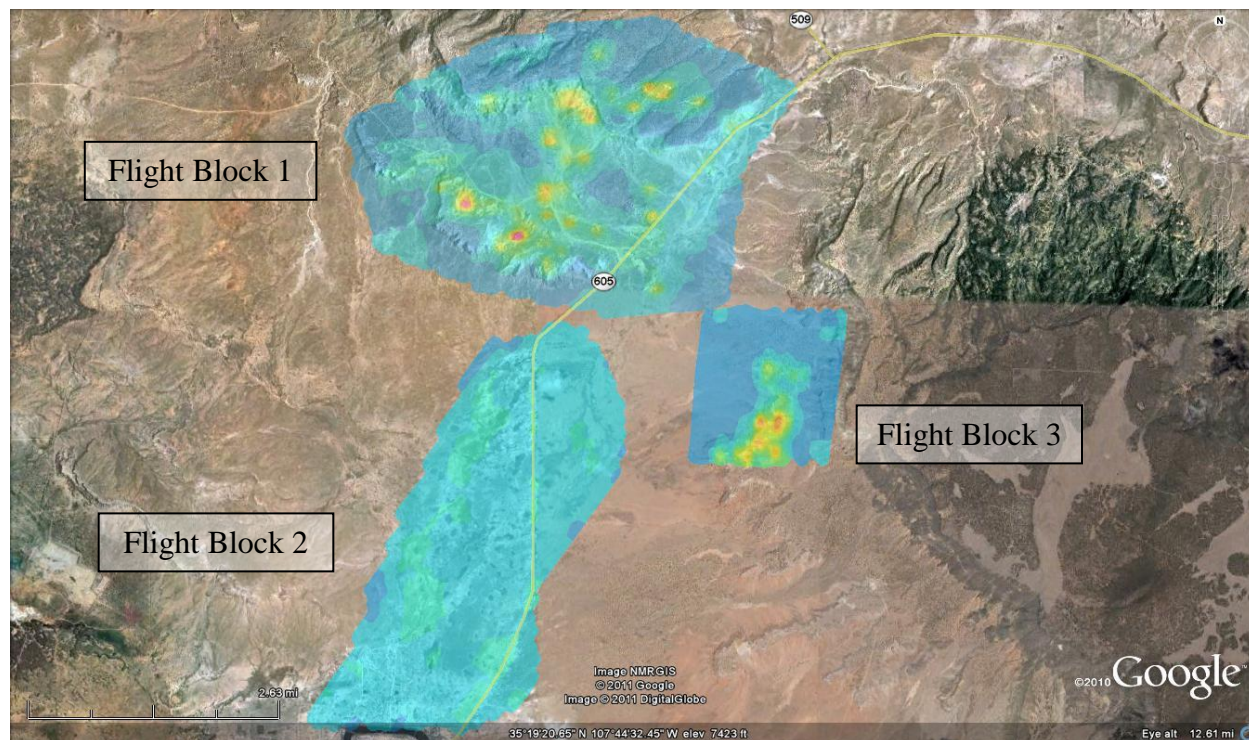 509
N
Flight Block 1
605
Flight Block 3
Flight Block 2
2.63 mi
Image NMRGIS
© 2011 Google
Image © 2011 DigitalGlobe
©2010 Google
35°19'20.65" N 107°44'32.45" W elev 7423 ft
Eye alt 12.61 mi